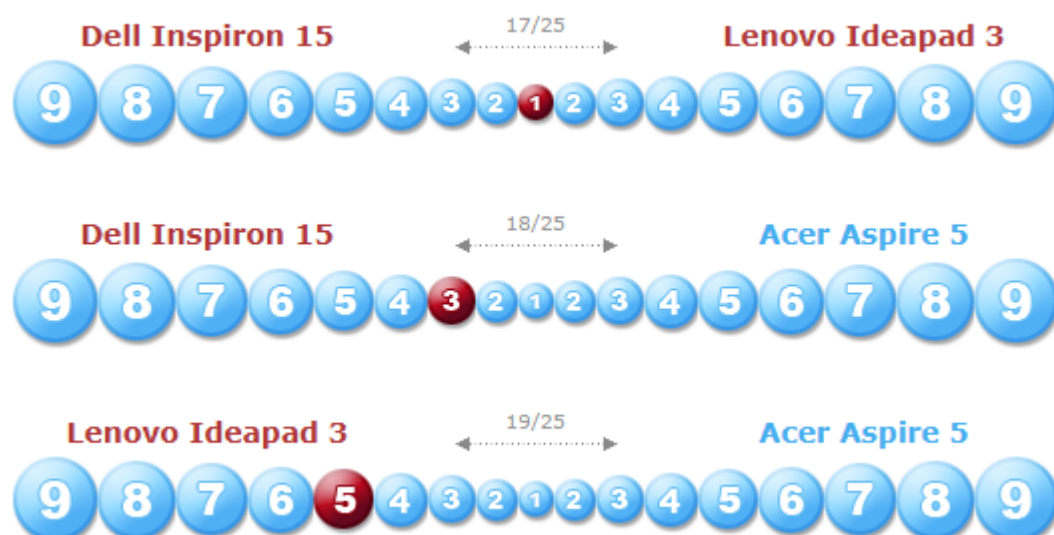 17/25
Dell Inspiron 15 Lenovo Ideapad 3
9 8 7 6 5 4 3 2 1 2 3 4 5 6 7 8 9
18/25
Dell Inspiron 15 Acer Aspire 5
9 8 7 6 5 4 3 2 1 2 3 4 5 6 7 8 9
19/25
Lenovo Ideapad 3 Acer Aspire 5
9 8 7 6 5 4 3 2 1 2 3 4 5 6 7 8 9